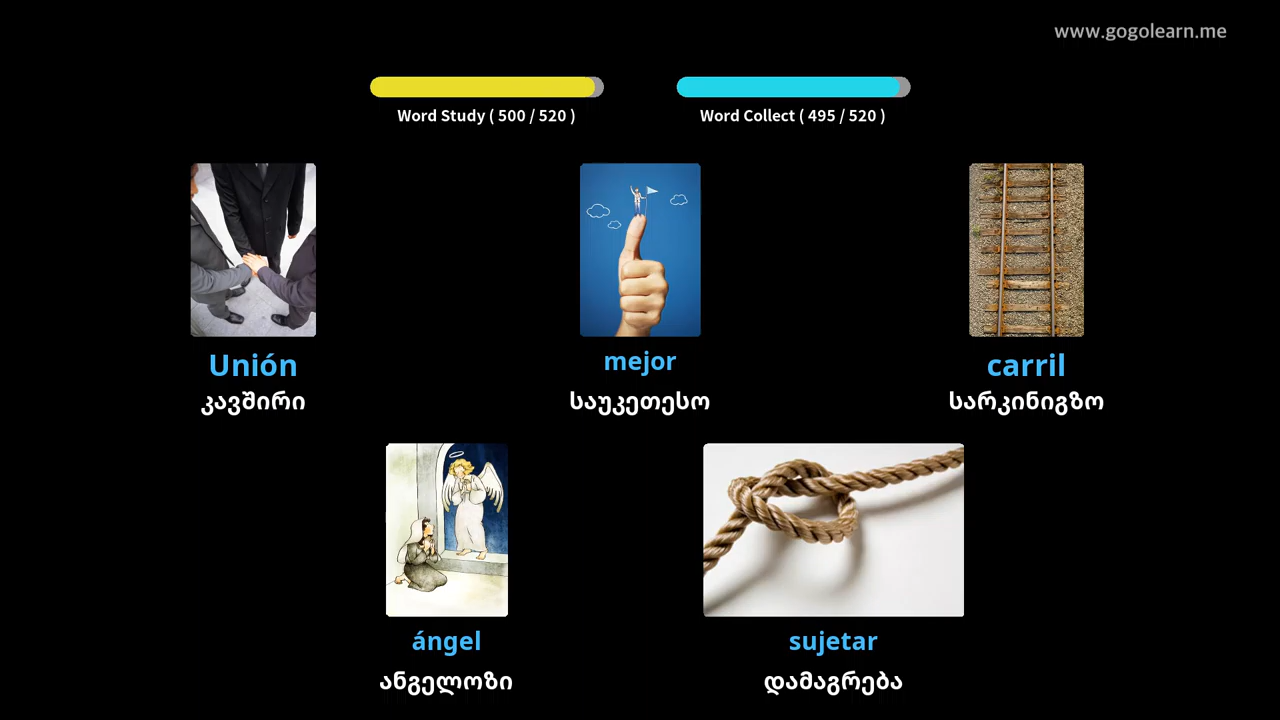 www.gogolearn.me
Word Study ( 500 / 520 )
Word Collect ( 495 / 520 )
Unión
კავშირი
mejor
საუკეთესო
carril
სარკინიგზო
ángel
ანგელოზი
sujetar
დამაგრება